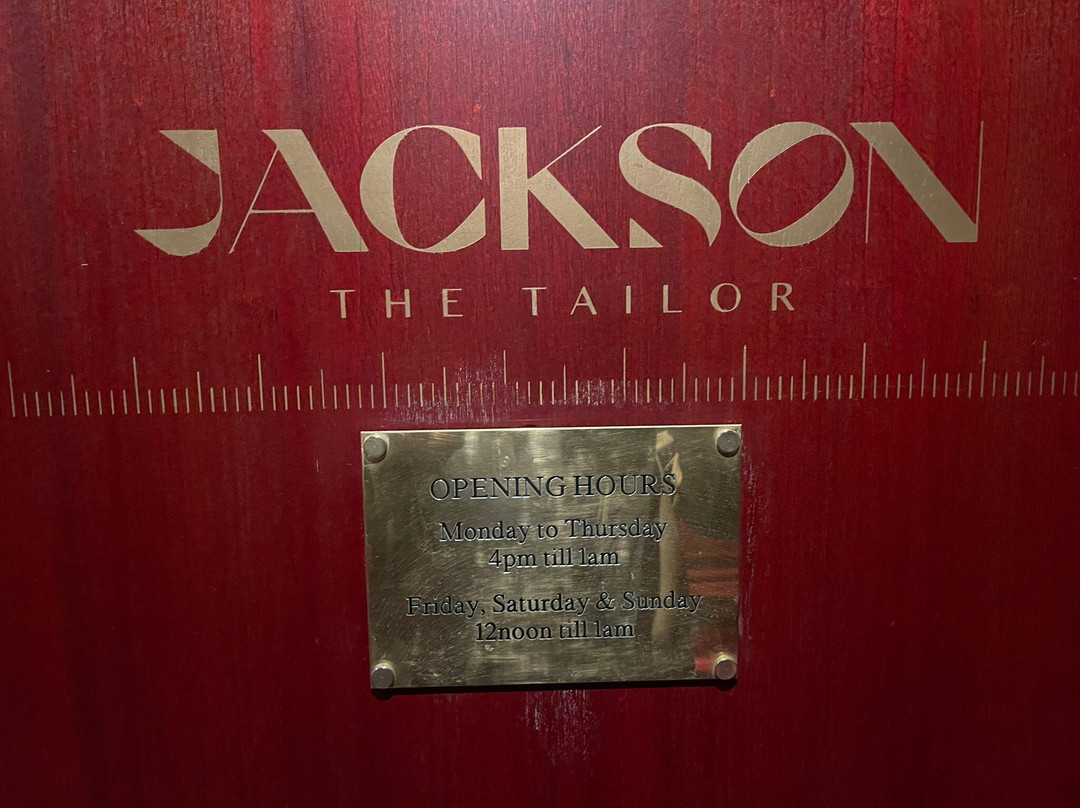 JACKSON
THE TAILOR
OPENING HOURS
Monday to Thursday
4pm till 1am
Friday, Saturday & Sunday
12noon till 1am